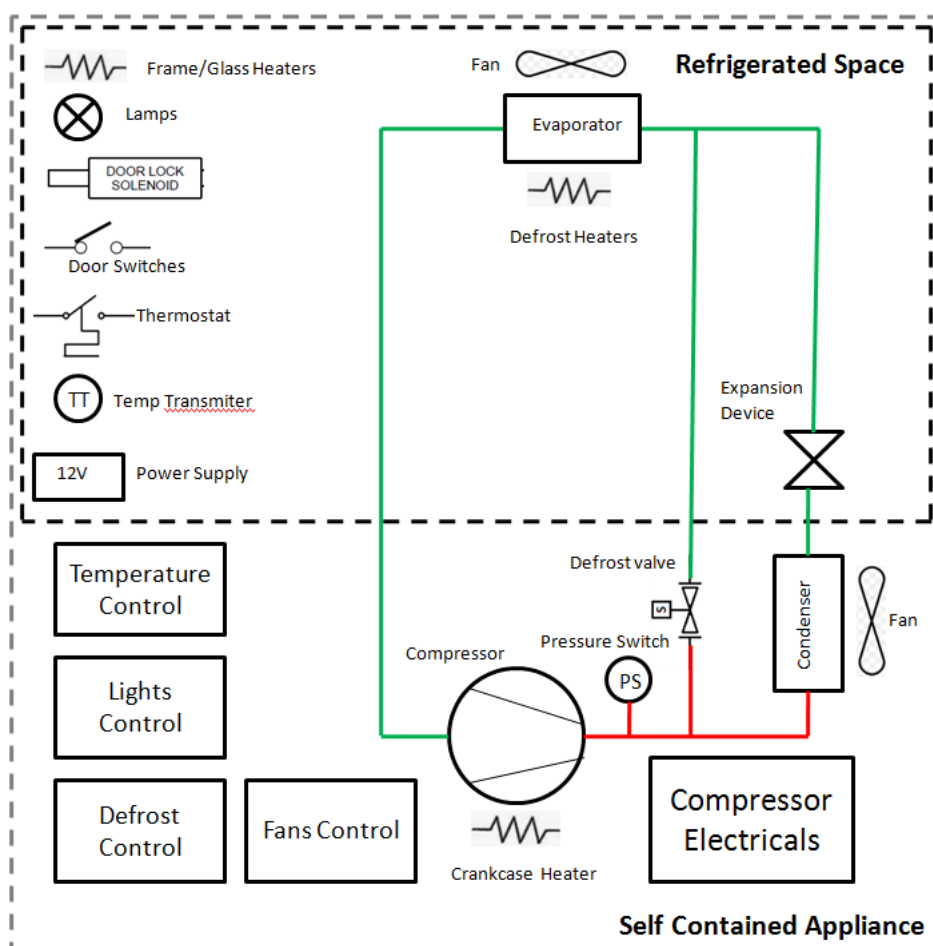 Frame/Glass Heaters
Fan
Refrigerated Space
Lamps
Evaporator
DOOR LOCK
SOLENOID
Defrost Heaters
Door Switches
Thermostat
Expansion
Device
TT
Temp Transmiter
12V
Power Supply
Temperature
Control
Defrost valve
S
Condenser
Fan
Pressure Switch
Compressor
PS
Lights
Control
Defrost
Control
Fans Control
Compressor
Electricals
Crankcase Heater
Self Contained Appliance